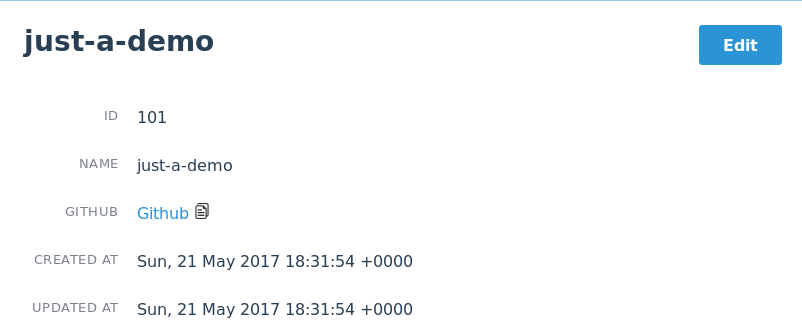 just-a-demo
Edit
ID 101
NAME just-a-demo
GITHUB Github
CREATED AT Sun, 21 May 2017 18:31:54 +0000
UPDATED AT Sun, 21 May 2017 18:31:54 +0000